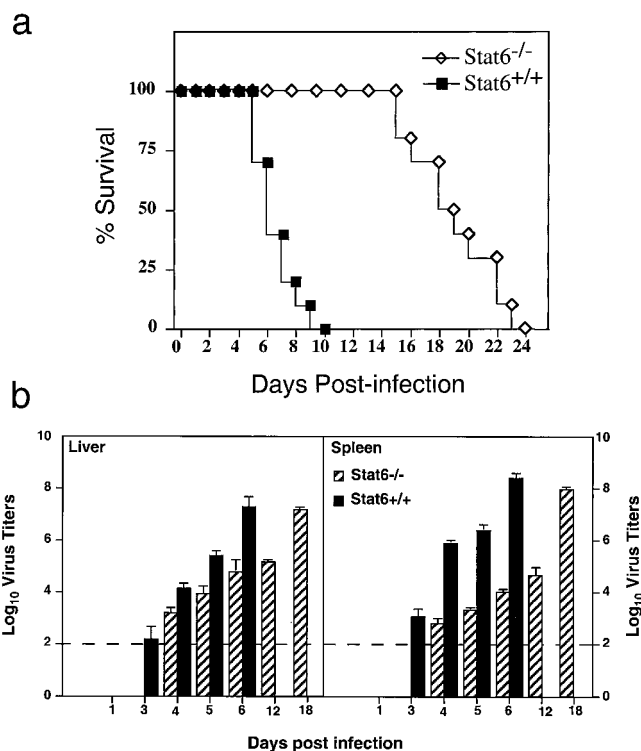 a
Stat6-/-
Stat6+/+
% Survival
100
75
50
25
0
0 2 4 6 8 10 12 14 16 18 20 22 24
Days Post-infection
b
Liver
Spleen
Stat6-/-
Stat6+/+
Log10 Virus Titers
10
8
6
4
2
0
10
8
6
4
2
0
Log10 Virus Titers
1 3 4 5 6 12 18 1 3 4 5 6 12 18
Days post infection